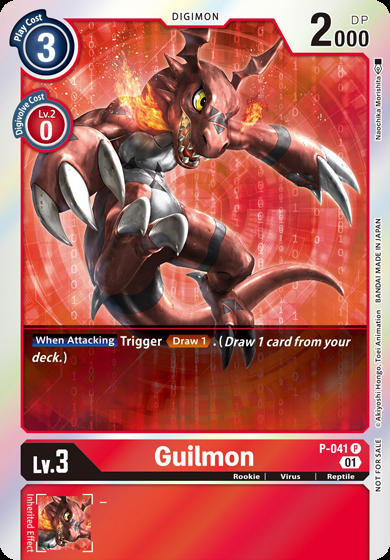 Play Cost
3
DIGIMON
2000
DP
Digivolve Cost
Lv.2
0
Naochika Morishita
When Attacking Trigger Draw 1 . (Draw 1 card from your
deck.)
© Akiyoshi Hongo, Toei Animation BANDAI MADE IN JAPAN
NOT FOR SALE
Lv.3
Guilmon
P-041 P
01
Rookie | Virus | Reptile
Inherited Effect
–